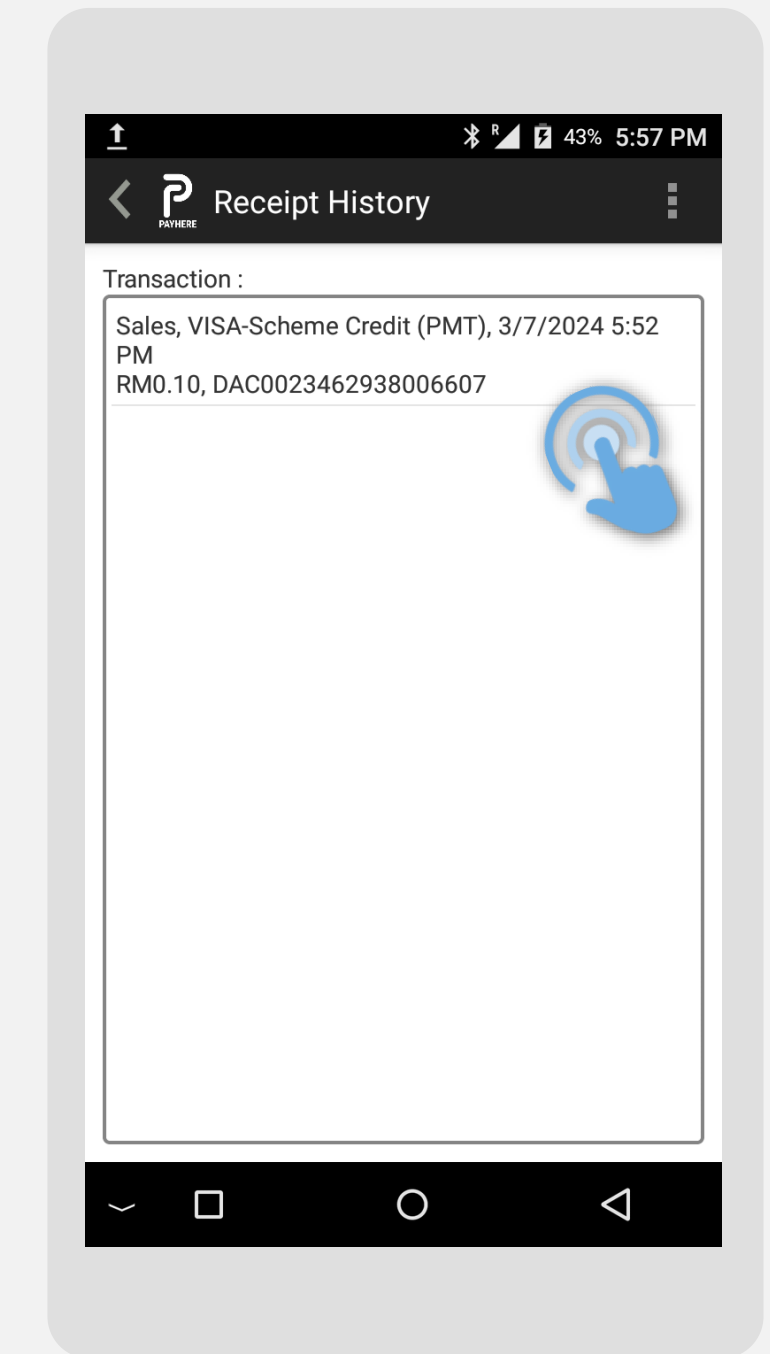 R
43% 5:57 PM
PAYHERE
Receipt History
Transaction :
Sales, VISA-Scheme Credit (PMT), 3/7/2024 5:52
PM
RM0.10, DAC0023462938006607